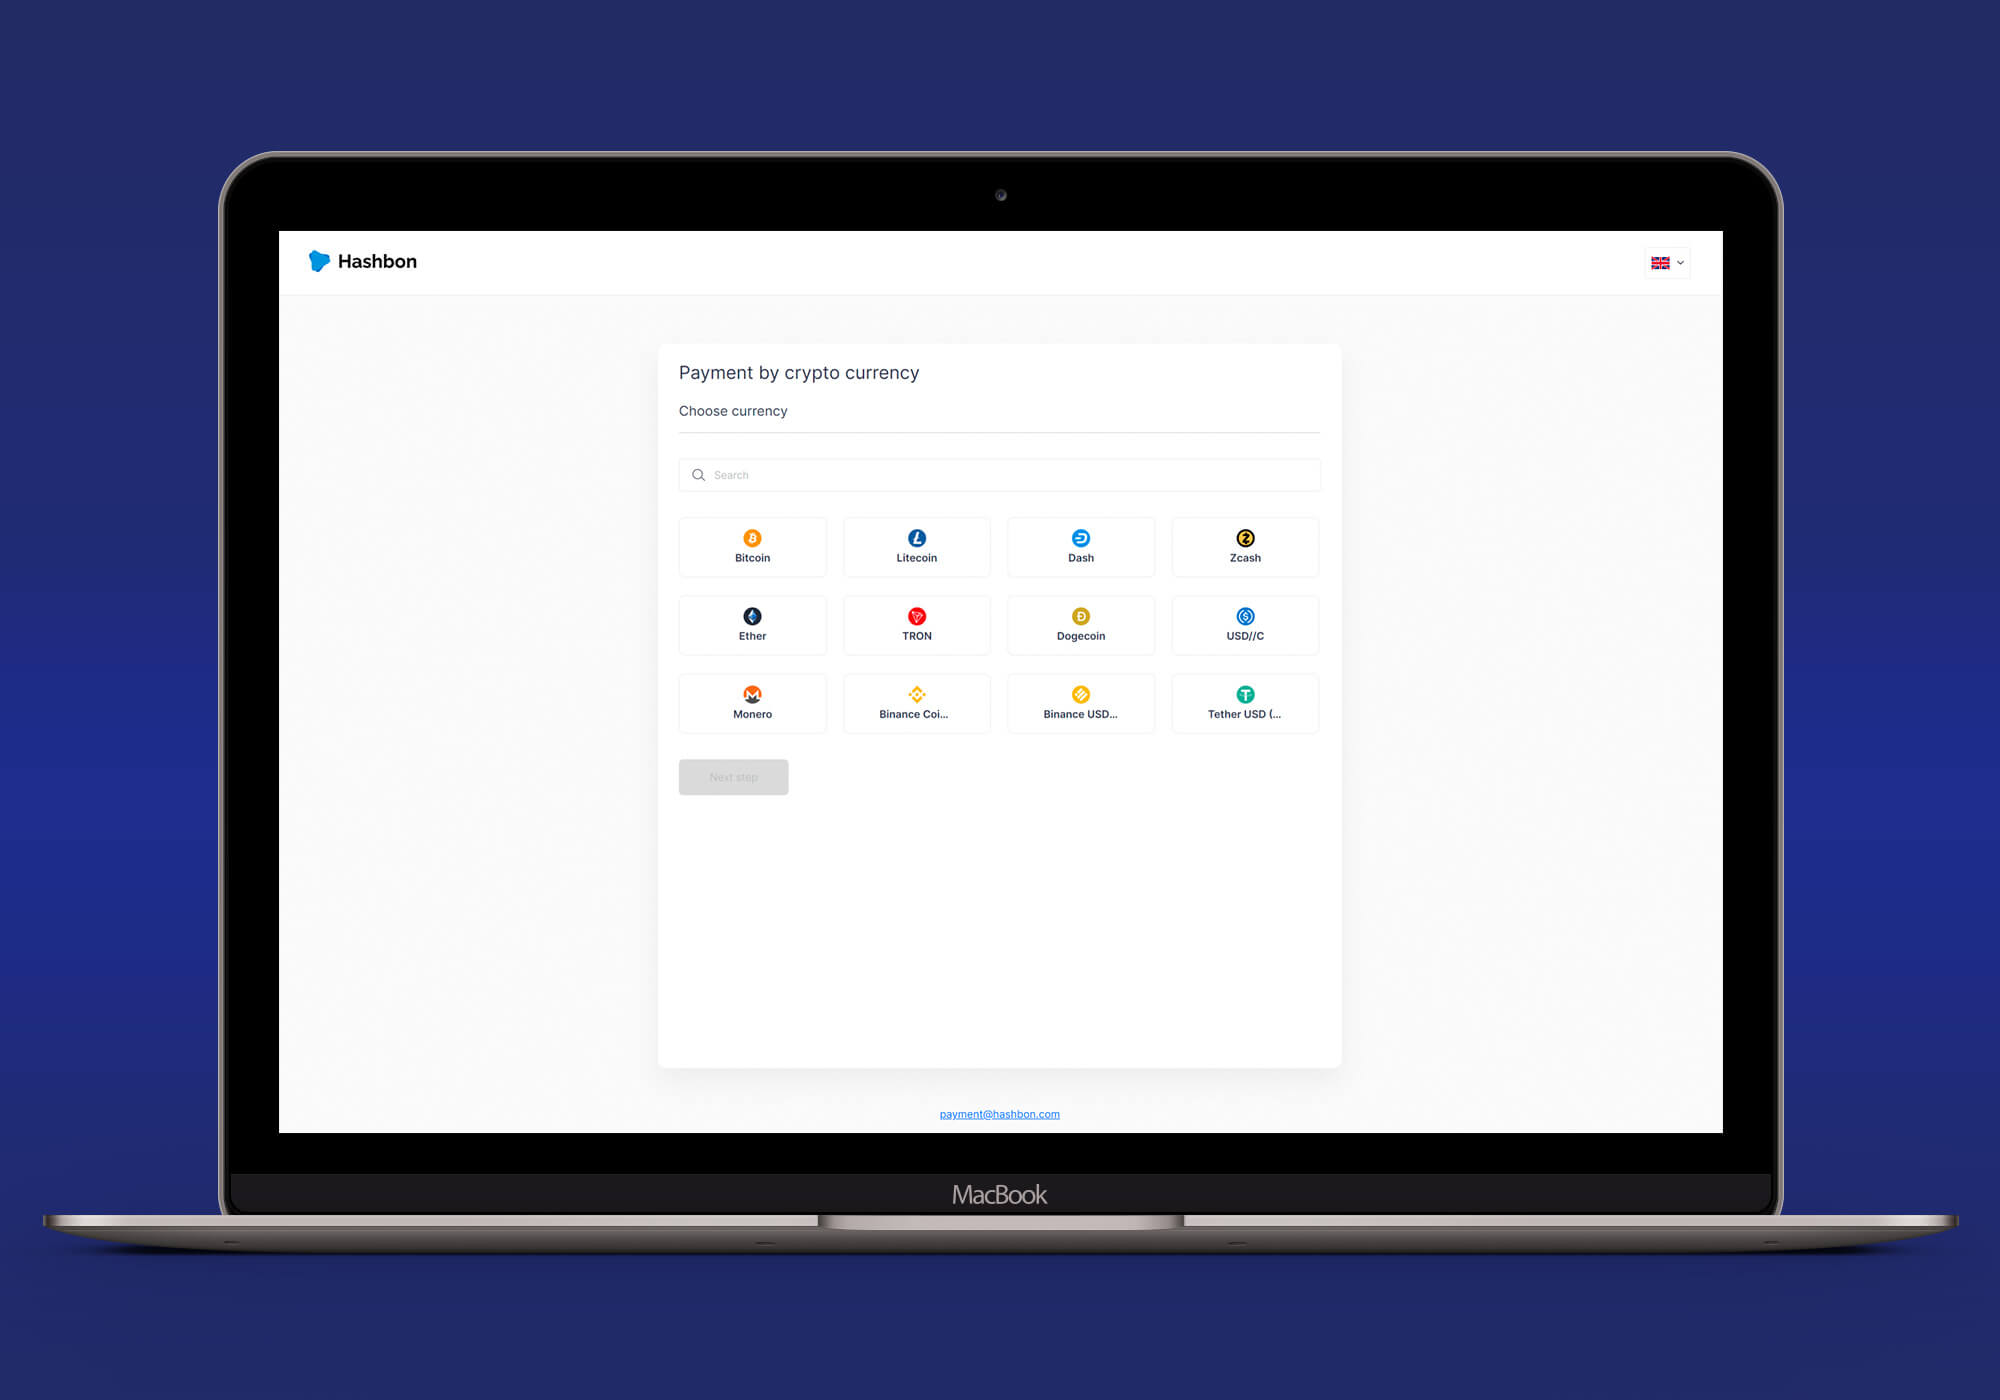 Hashbon
Payment by crypto currency
Choose currency
Search
Bitcoin
Litecoin
Dash
Zcash
Ether
TRON
Dogecoin
USD//C
Monero
Binance Coi...
Binance USD...
Tether USD (...
Next step
payment@hashbon.com
MacBook